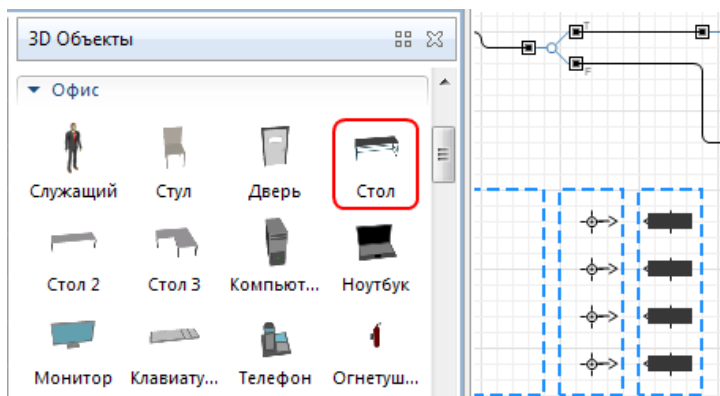 3D Объекты
Офис
Служащий Стул Дверь Стол
Стол 2 Стол 3 Компьют... Ноутбук
Монитор Клавиату... Телефон Огнетуш...
T
F